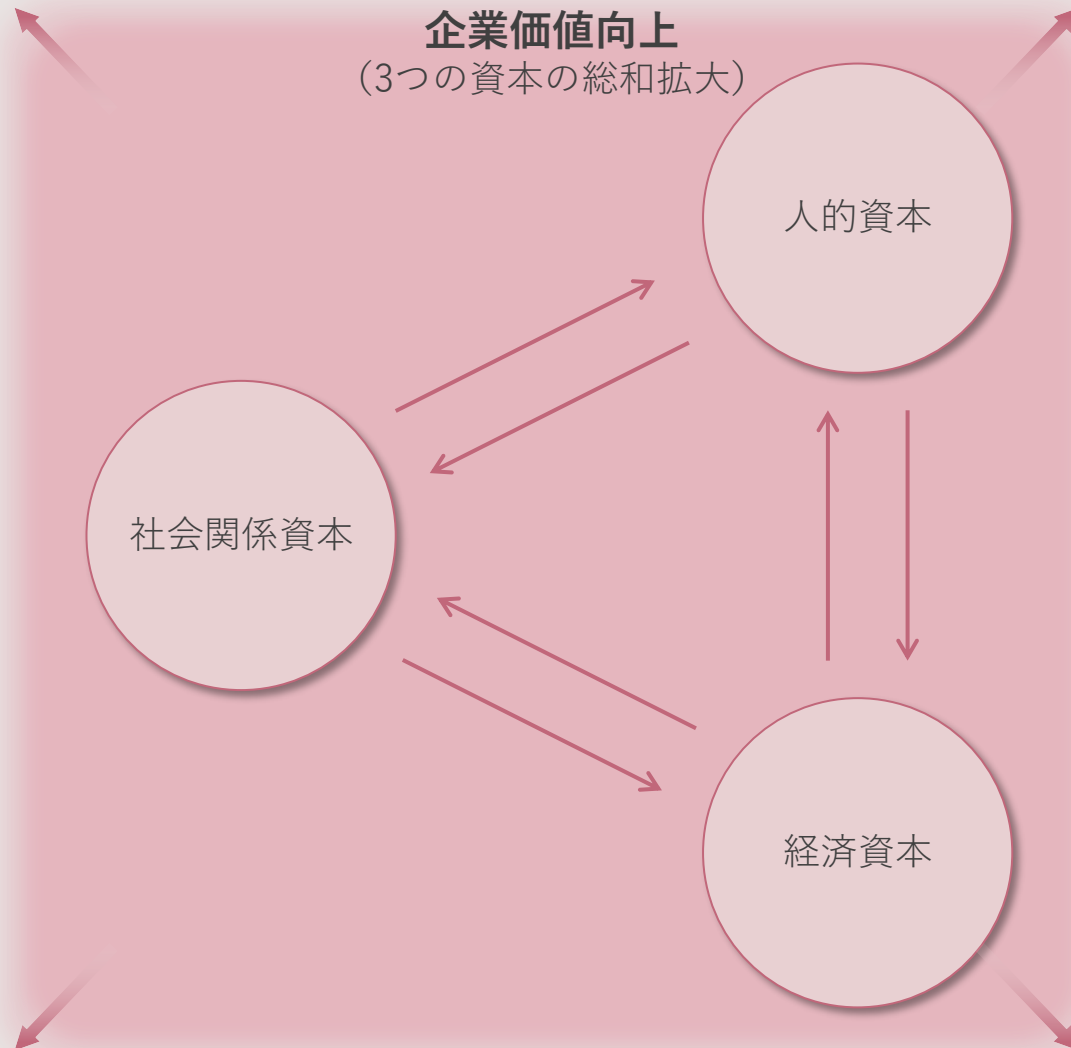 企業価値向上
（3つの資本の総和拡大）
人的資本
社会関係資本
経済資本